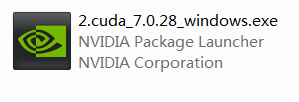 2.cuda_7.0.28_windows.exe
NVIDIA Package Launcher
NVIDIA Corporation